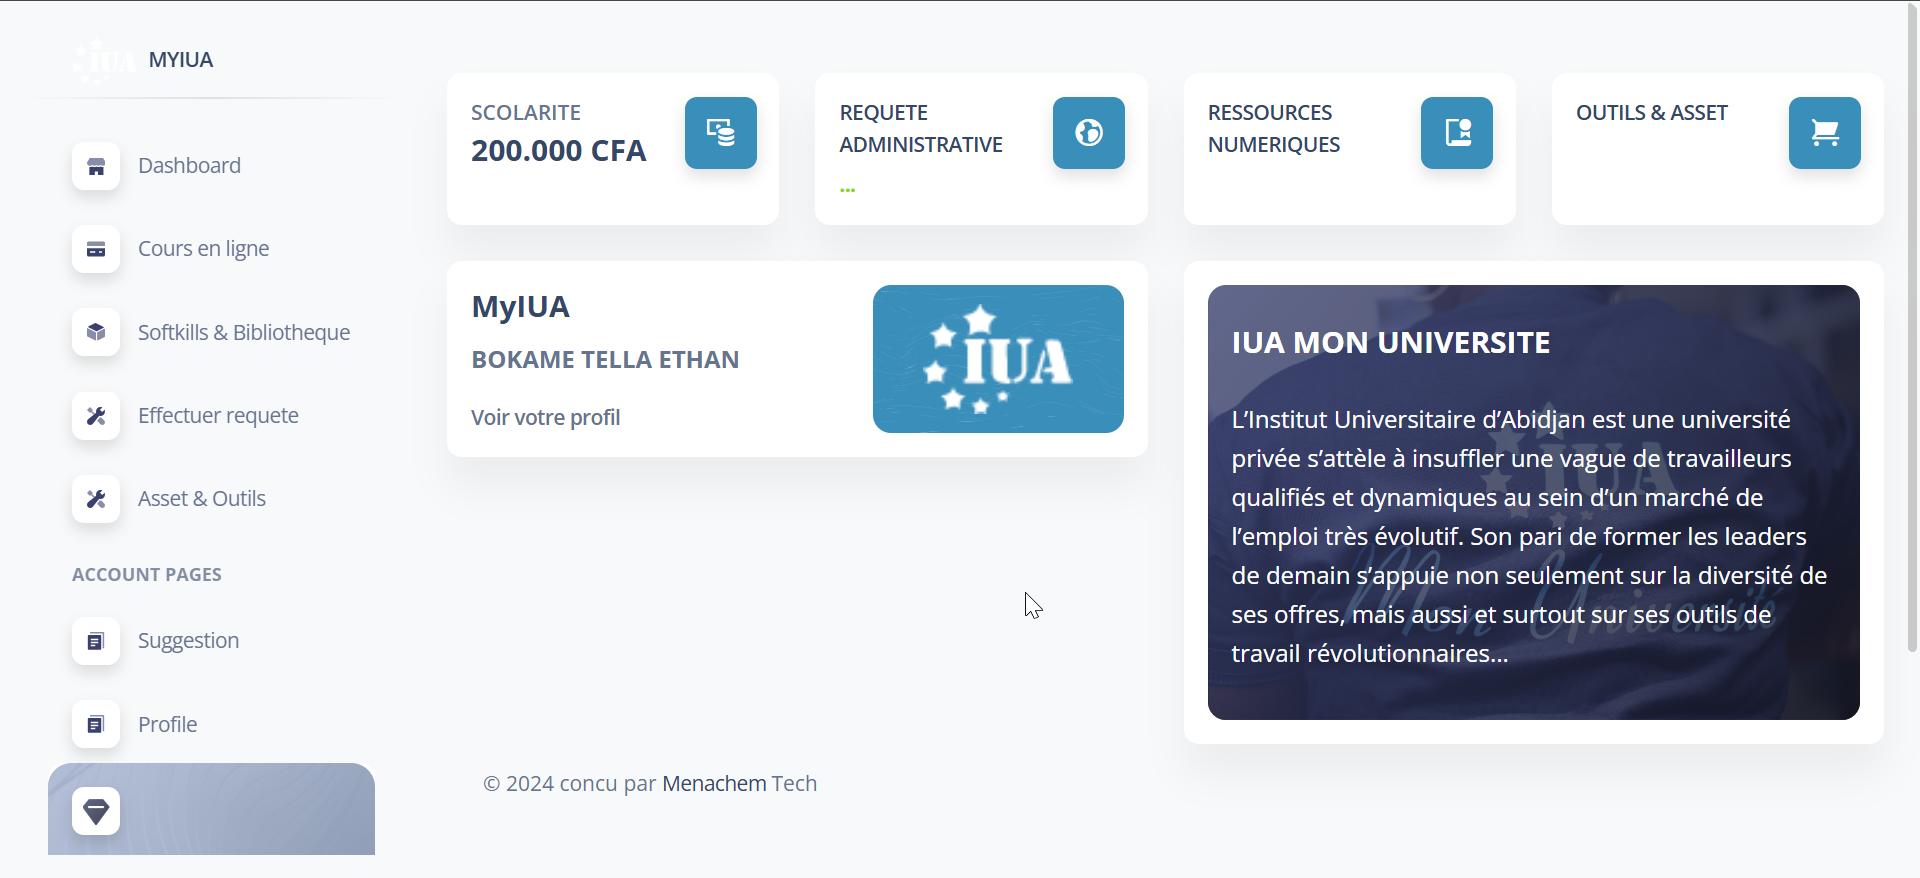 IUA MYIUA
Dashboard
Cours en ligne
Softkills & Bibliotheque
Effectuer requete
Asset & Outils
ACCOUNT PAGES
Suggestion
Profile
SCOLARITE
200.000 CFA
REQUETE
ADMINISTRATIVE
...
RESSOURCES
NUMERIQUES
OUTILS & ASSET
MyIUA
BOKAME TELLA ETHAN
Voir votre profil
IUA
IUA MON UNIVERSITE
L’Institut Universitaire d’Abidjan est une université
privée s’attèle à insuffler une vague de travailleurs
qualifiés et dynamiques au sein d’un marché de
l’emploi très évolutif. Son pari de former les leaders
de demain s’appuie non seulement sur la diversité de
ses offres, mais aussi et surtout sur ses outils de
travail révolutionnaires...
IUA
Mon Université
© 2024 concu par Menachem Tech